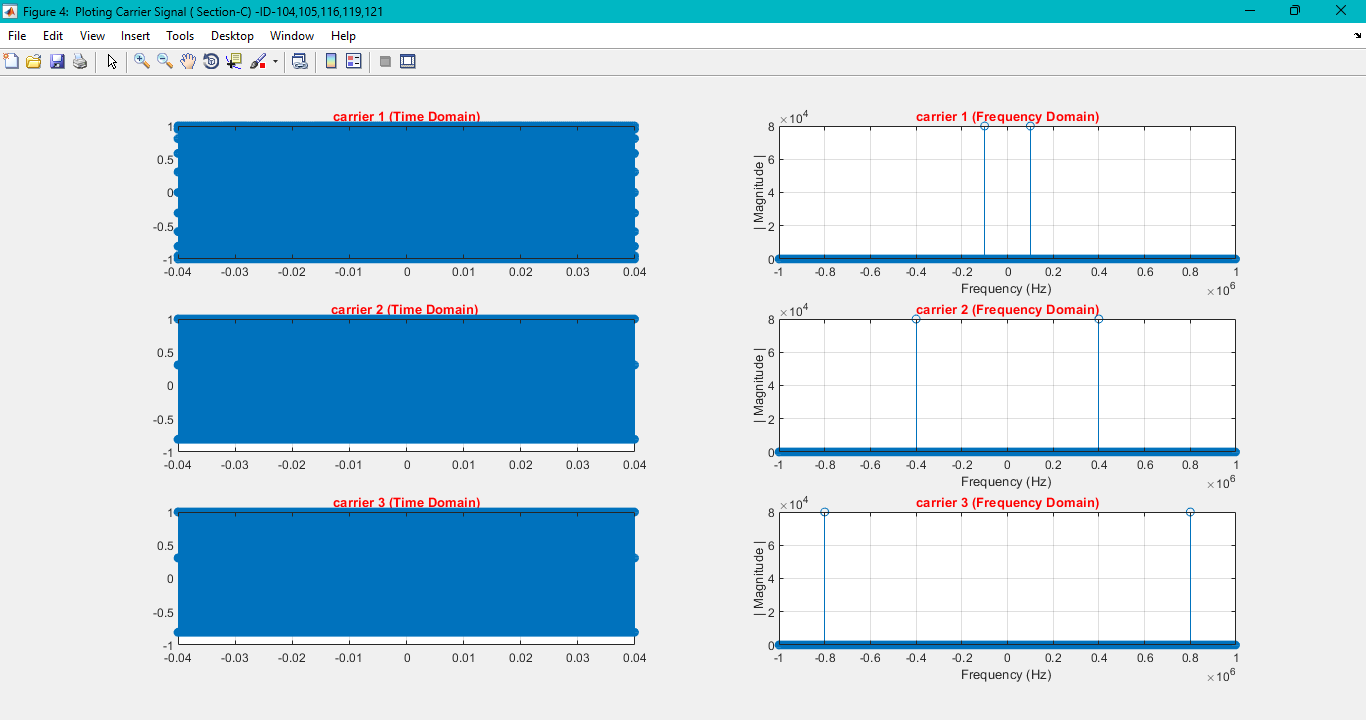 Figure 4: Ploting Carrier Signal ( Section-C) -ID-104,105,116,119,121
File Edit View Insert Tools Desktop Window Help
carrier 1 (Time Domain)
1
0.5
0
-0.5
-1
-0.04 -0.03 -0.02 -0.01 0 0.01 0.02 0.03 0.04
carrier 1 (Frequency Domain)
×10^4
| Magnitude |
8
6
4
2
0
-1 -0.8 -0.6 -0.4 -0.2 0 0.2 0.4 0.6 0.8 1
Frequency (Hz)
×10^6
carrier 2 (Time Domain)
1
0.5
0
-0.5
-1
-0.04 -0.03 -0.02 -0.01 0 0.01 0.02 0.03 0.04
carrier 2 (Frequency Domain)
×10^4
| Magnitude |
8
6
4
2
0
-1 -0.8 -0.6 -0.4 -0.2 0 0.2 0.4 0.6 0.8 1
Frequency (Hz)
×10^6
carrier 3 (Time Domain)
1
0.5
0
-0.5
-1
-0.04 -0.03 -0.02 -0.01 0 0.01 0.02 0.03 0.04
carrier 3 (Frequency Domain)
×10^4
| Magnitude |
8
6
4
2
0
-1 -0.8 -0.6 -0.4 -0.2 0 0.2 0.4 0.6 0.8 1
Frequency (Hz)
×10^6